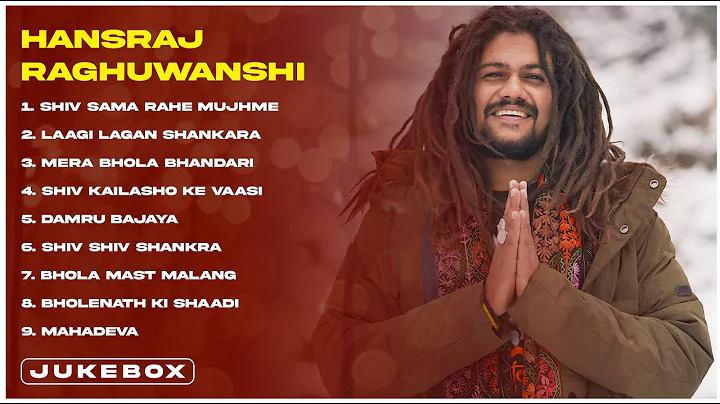 HANSRAJ
RAGHUWANSHI
1. SHIV SAMA RAHE MUJHME
2. LAAGI LAGAN SHANKARA
3. MERA BHOLA BHANDARI
4. SHIV KAILASHO KE VAASI
5. DAMRU BAJAYA
6. SHIV SHIV SHANKRA
7. BHOLA MAST MALANG
8. BHOLENATH KI SHAADI
9. MAHADEVA
JUKEBOX